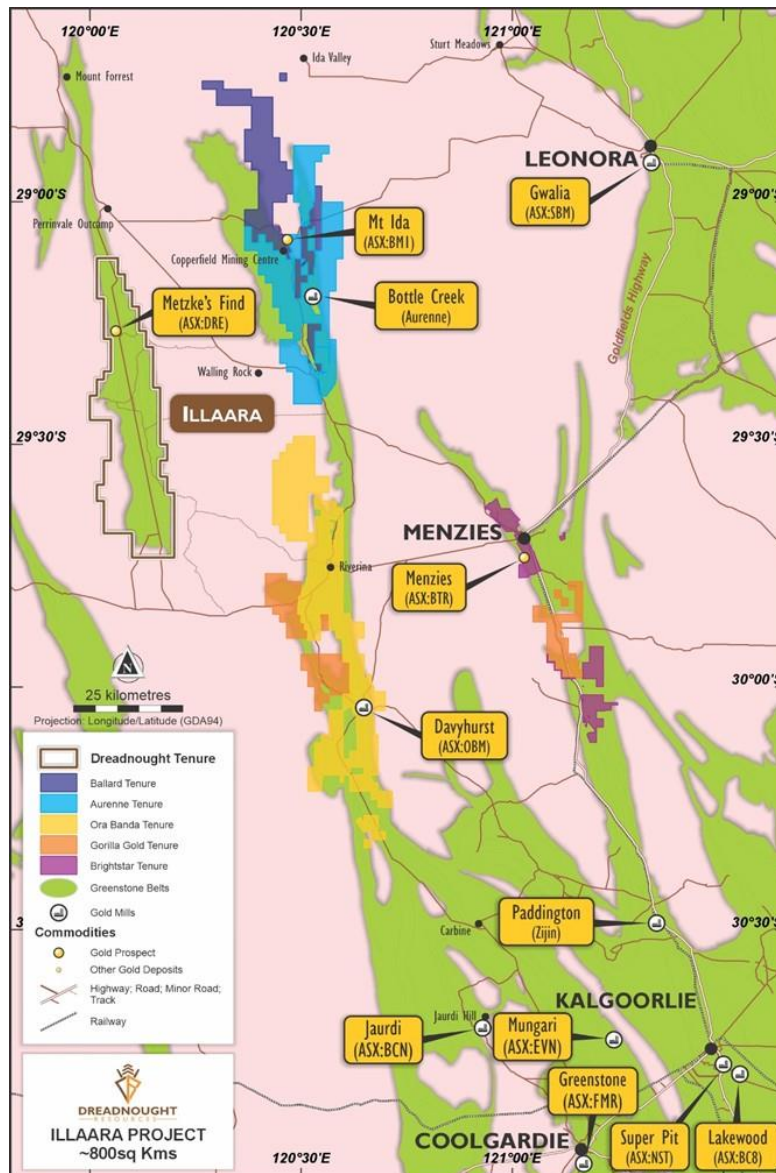 120°00'E
120°30'E
121°00'E
Sturt Meadows
Ida Valley
Mount Forrest
LEONORA
29°00'S
29°00'S
Gwalia
(ASX:SBM)
Perrinvale Outcamp
Mt Ida
(ASX:BM1)
Copperfield Mining Centre
Goldfields Highway
Bottle Creek
(Aurenne)
Metzke's Find
(ASX:DRE)
Walling Rock
ILLAARA
29°30'S
29°30'S
MENZIES
Riverina
Menzies
(ASX:BTR)
N
25 kilometres
Projection: Longitude/Latitude (GDA94)
30°00'S
Davyhurst
(ASX:OBM)
Dreadnought Tenure
Ballard Tenure
Aurenne Tenure
Ora Banda Tenure
Gorilla Gold Tenure
Brightstar Tenure
Greenstone Belts
Gold Mills
Commodities
Gold Prospect
Other Gold Deposits
Highway; Road; Minor Road;
Track
Railway
Paddington
(Zijin)
30°30'S
Carbine
KALGOORLIE
Jaurdi Hill
Jaurdi
(ASX:BCN)
Mungari
(ASX:EVN)
Greenstone
(ASX:FMR)
Super Pit
(ASX:NST)
Lakewood
(ASX:BC8)
COOLGARDIE
DREADNOUGHT
RESOURCES
ILLAARA PROJECT
~800sq Kms
120°30'E
121°00'E